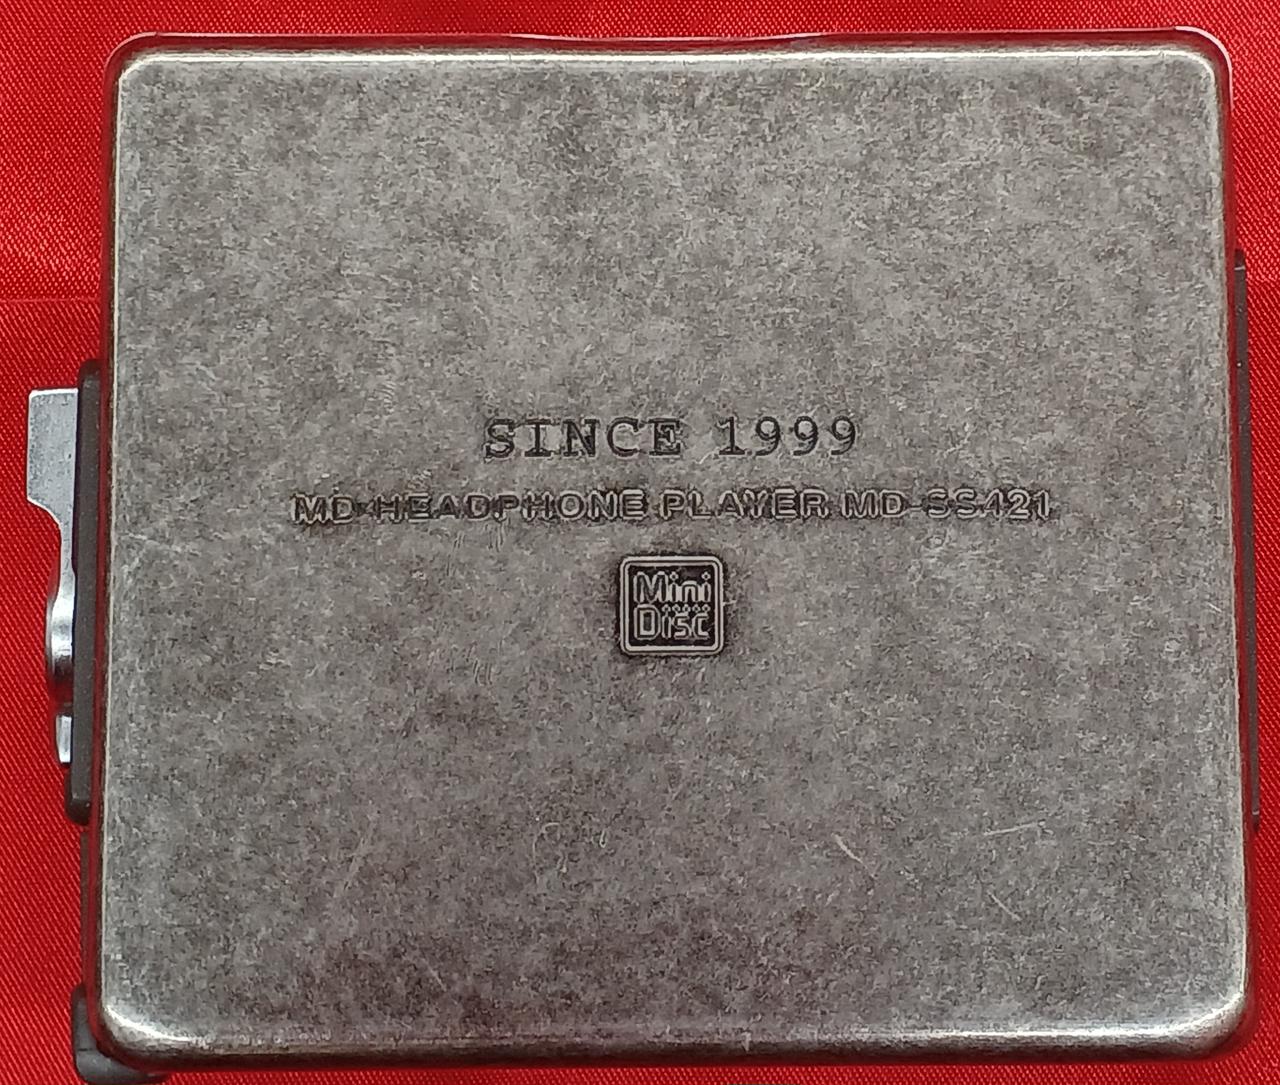 SINCE 1999
MD HEADPHONE PLAYER MD-SS421
Mini
Disc